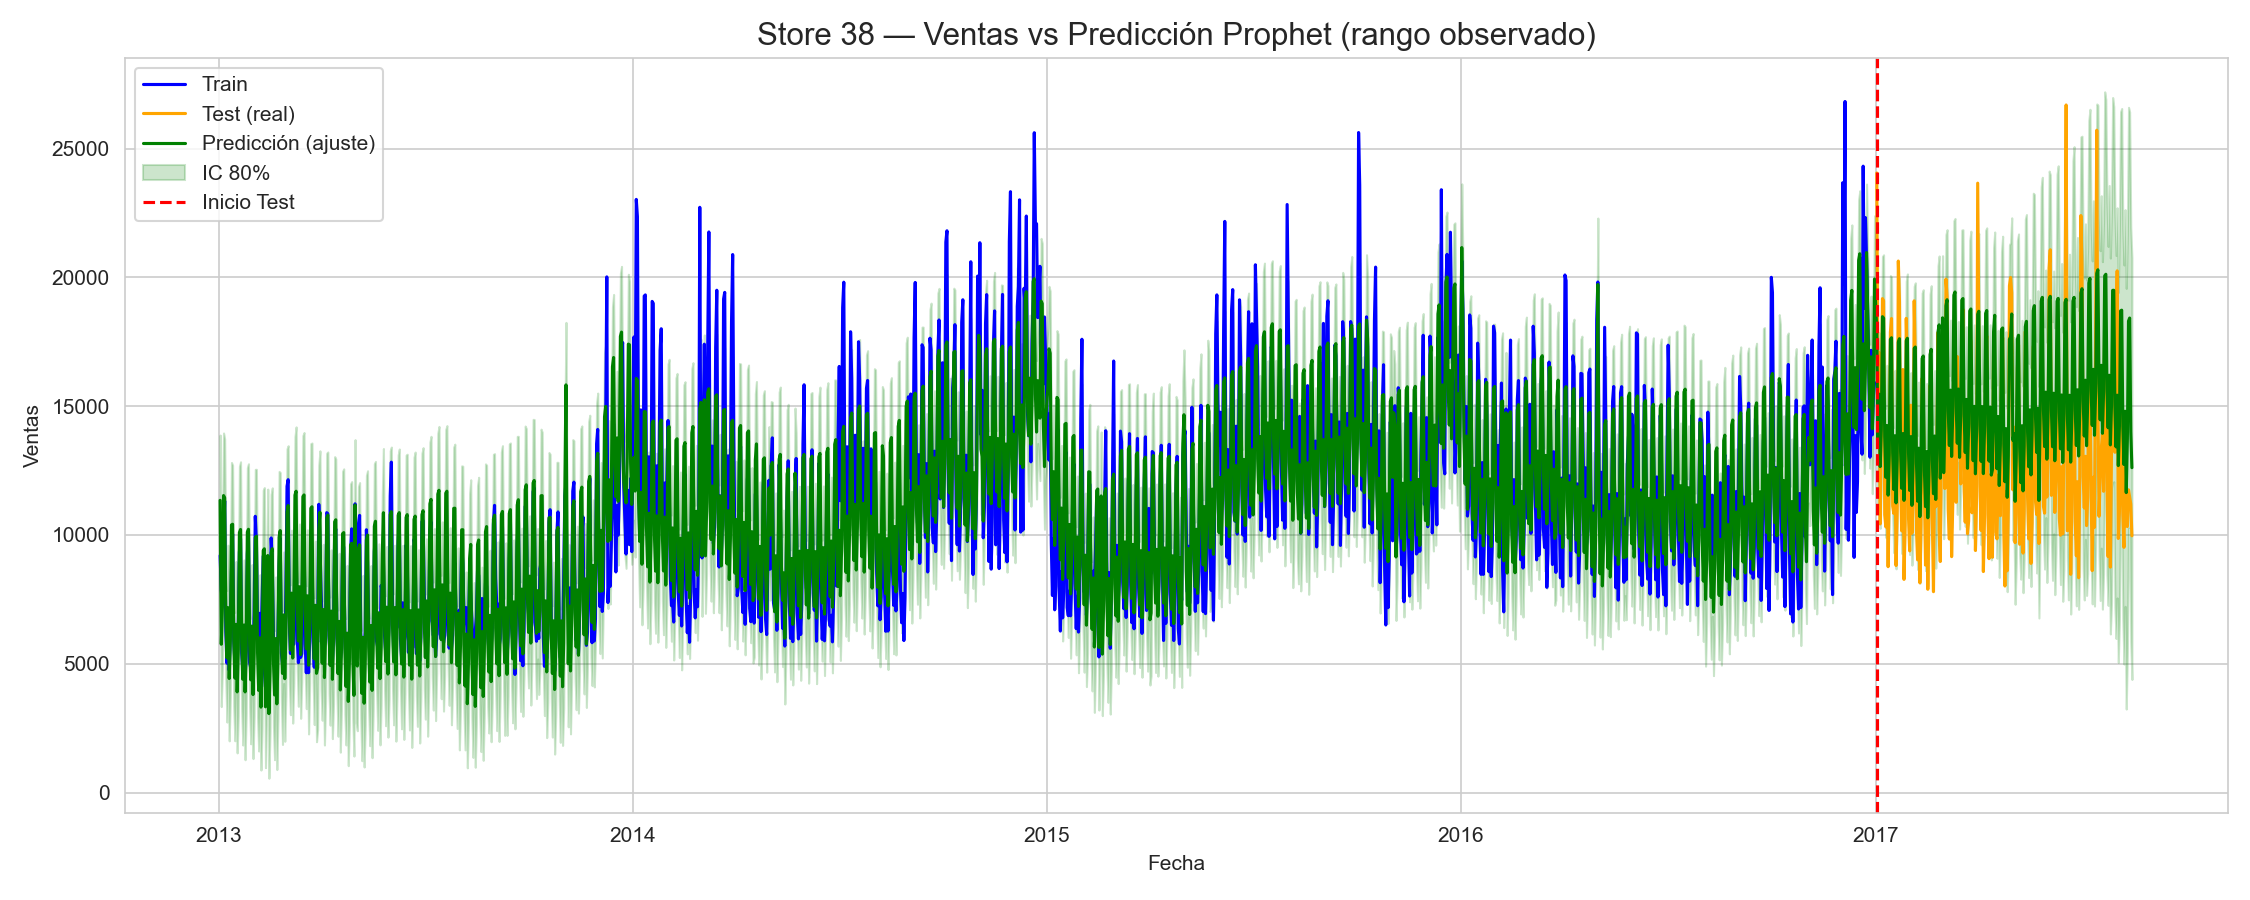 Store 38 — Ventas vs Predicción Prophet (rango observado)
Train
Test (real)
Predicción (ajuste)
IC 80%
Inicio Test
Ventas
25000
20000
15000
10000
5000
0
2013
2014
2015
2016
2017
Fecha